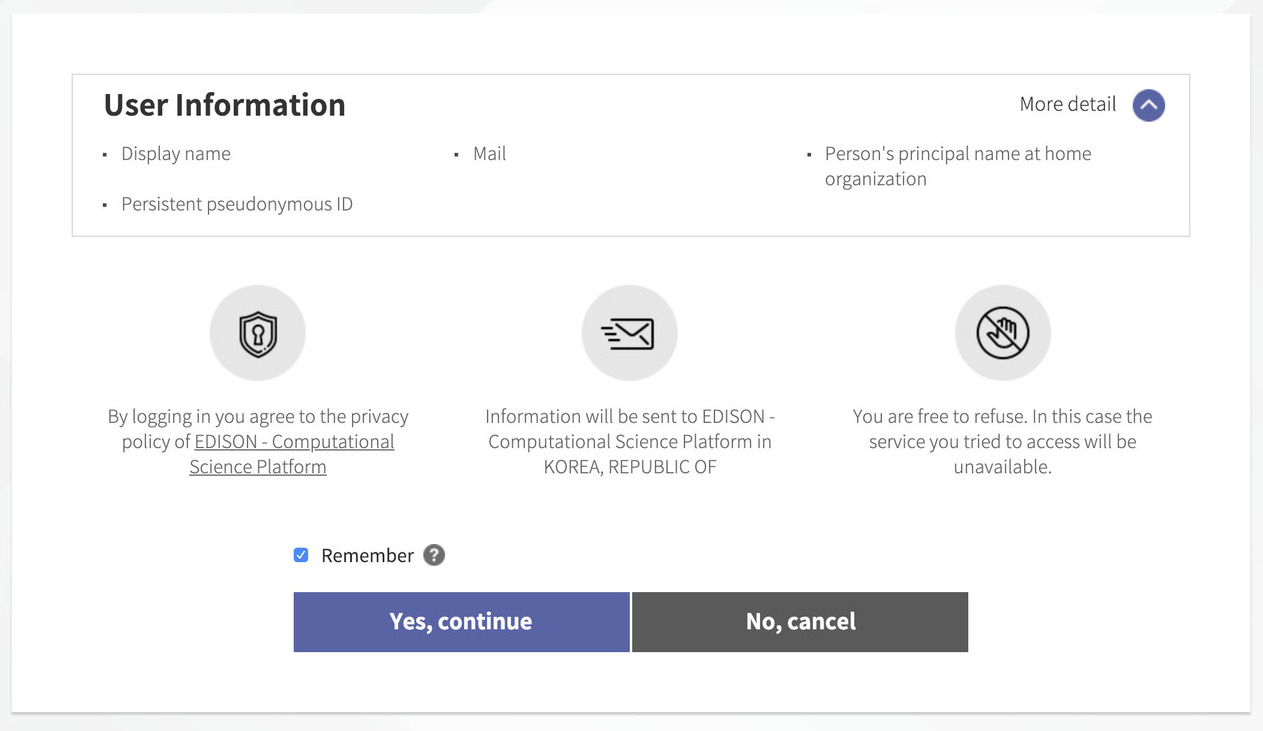 User Information
More detail
Display name
Mail
Person's principal name at home
organization
Persistent pseudonymous ID
By logging in you agree to the privacy
policy of EDISON - Computational
Science Platform
Information will be sent to EDISON -
Computational Science Platform in
KOREA, REPUBLIC OF
You are free to refuse. In this case the
service you tried to access will be
unavailable.
Remember ?
Yes, continue
No, cancel